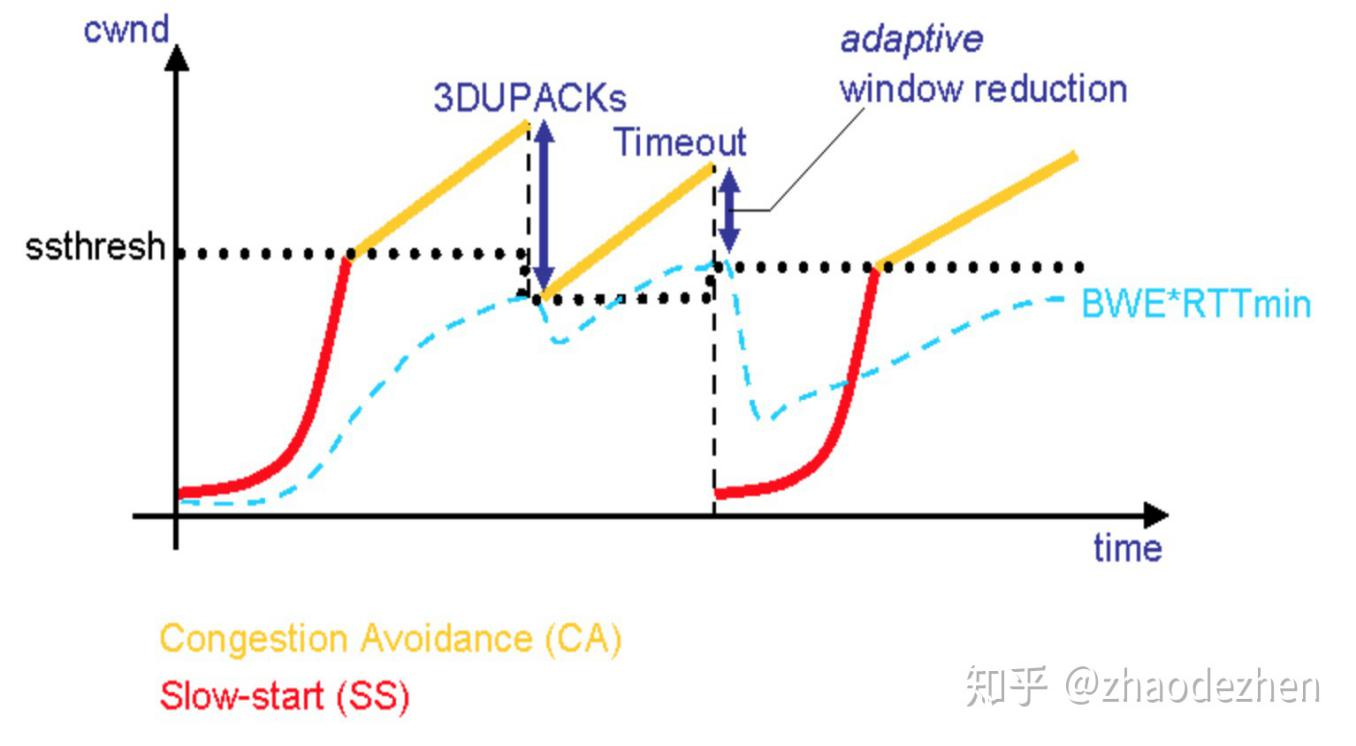 cwnd
adaptive
window reduction
3DUPACKs
Timeout
ssthresh
BWE*RTTmin
time
Congestion Avoidance (CA)
Slow-start (SS)
知乎 @zhaodezhen